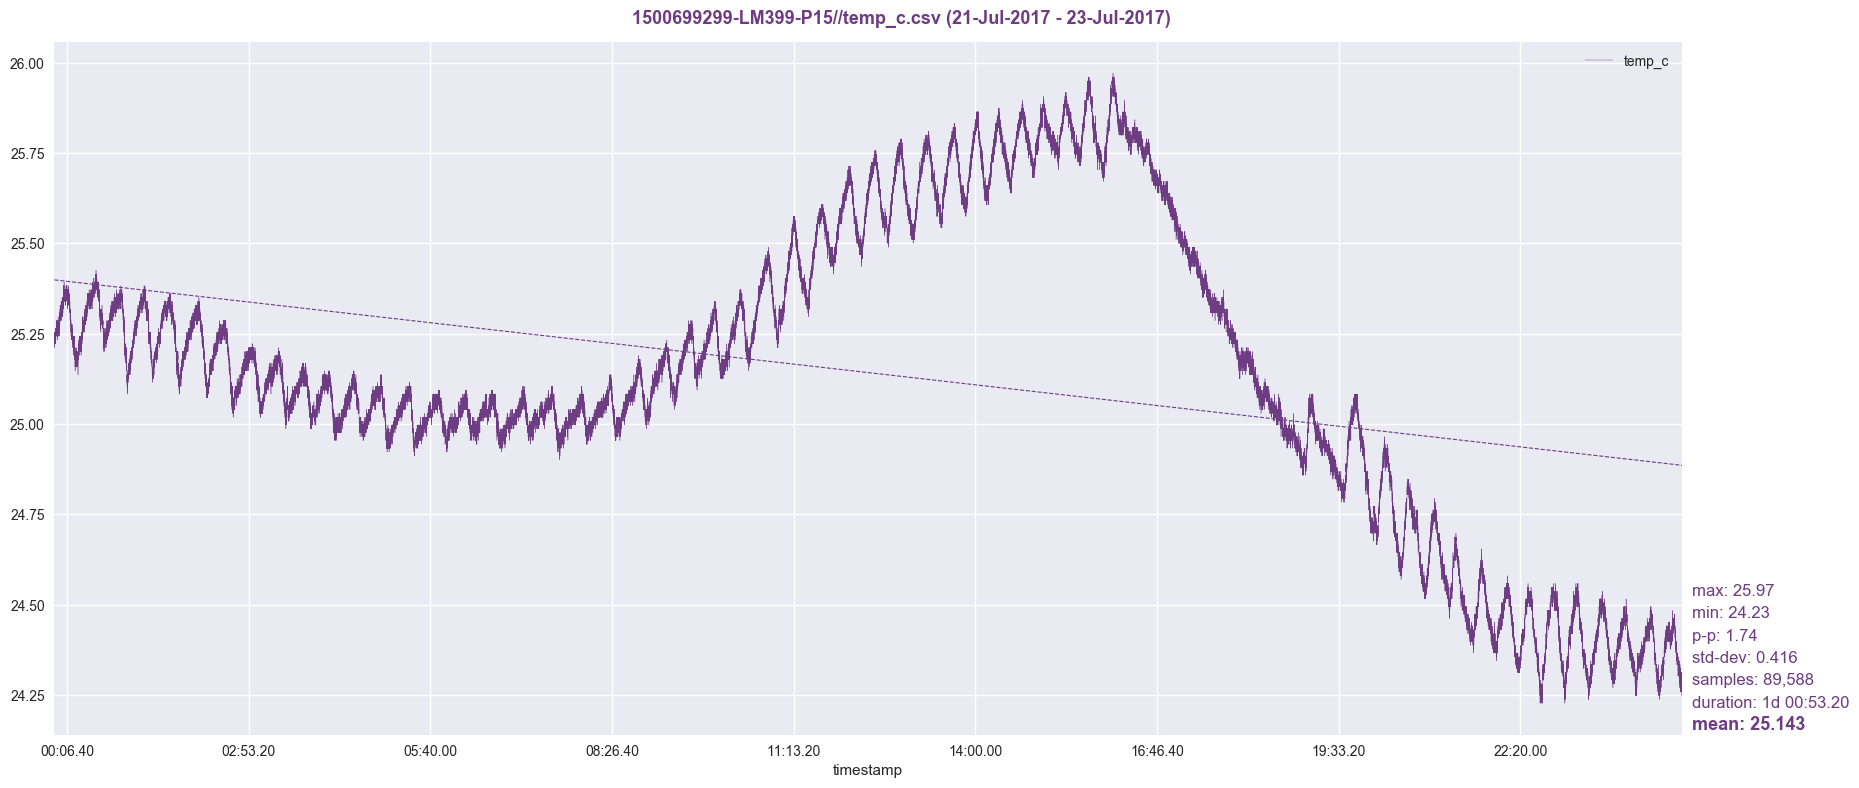 1500699299-LM399-P15//temp_c.csv (21-Jul-2017 - 23-Jul-2017)
temp_c
26.00
25.75
25.50
25.25
25.00
24.75
24.50
24.25
max: 25.97
min: 24.23
p-p: 1.74
std-dev: 0.416
samples: 89,588
duration: 1d 00:53.20
mean: 25.143
00:06.40 02:53.20 05:40.00 08:26.40 11:13.20 14:00.00 16:46.40 19:33.20 22:20.00
timestamp